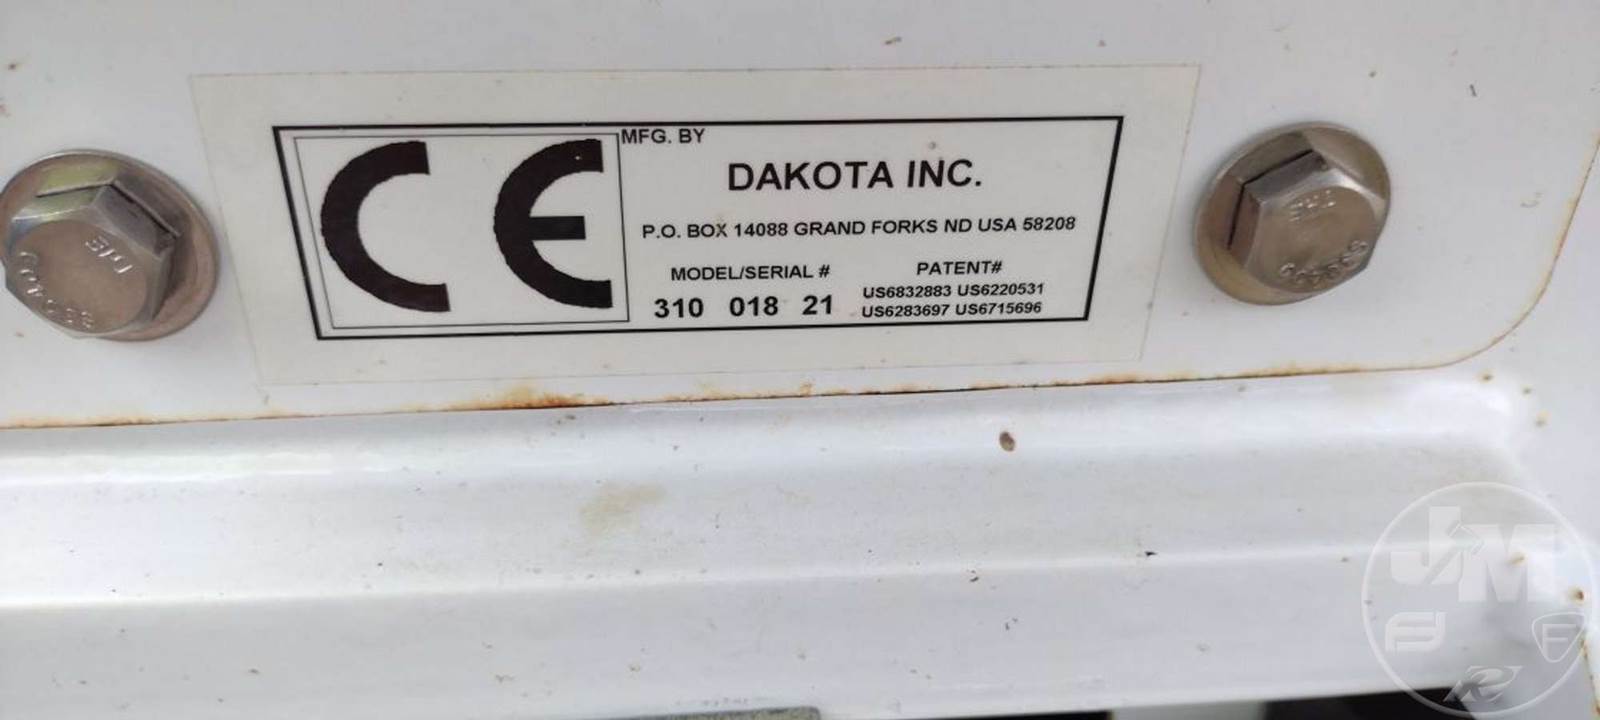 CE
MFG. BY
DAKOTA INC.
P.O. BOX 14088 GRAND FORKS ND USA 58208
MODEL/SERIAL # PATENT#
310 018 21 US6832883 US6220531
US6283697 US6715696
JM
F